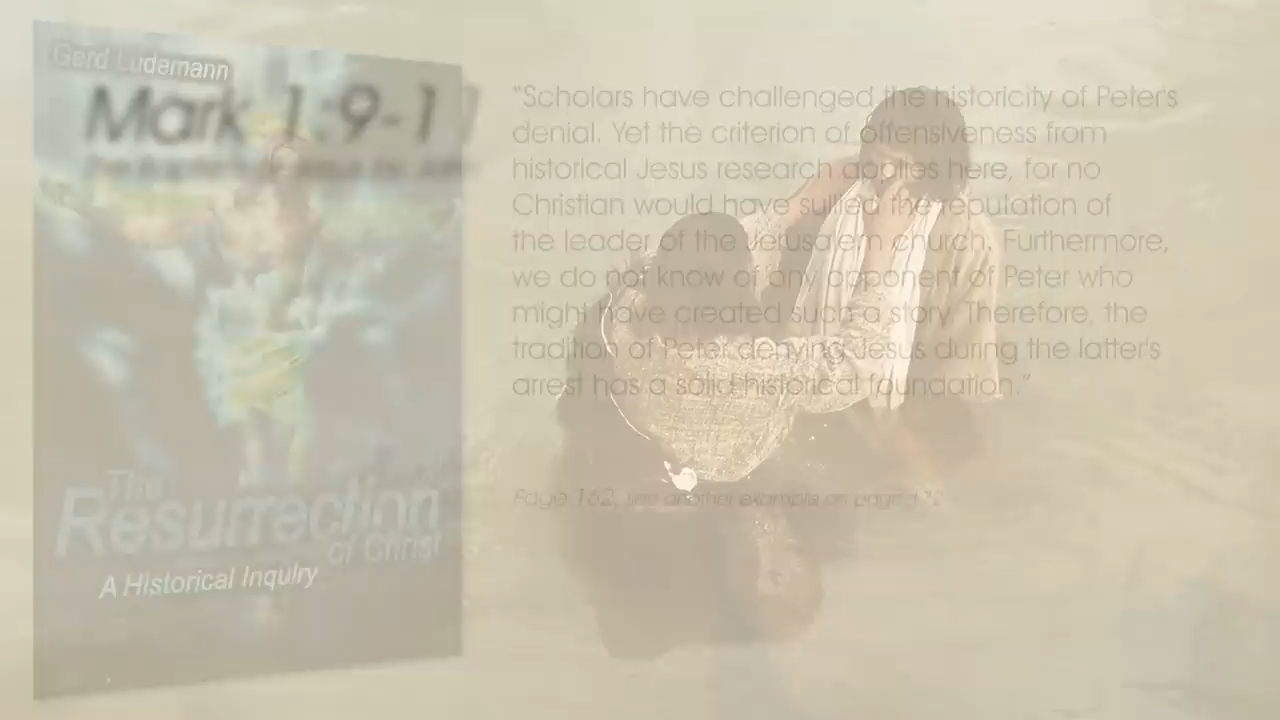 Gerd Ludemann
Mark 1:9-11
The
Resurrection
of Christ
A Historical Inquiry
"Scholars have challenged the historicity of Peter's
denial. Yet the criterion of offensiveness from
historical Jesus research applies here, for no
Christian would have sullied the reputation of
the leader of the Jerusalem church. Furthermore,
we do not know of any opponent of Peter who
might have created such a story. Therefore, the
tradition of Peter denying Jesus during the latter's
arrest has a solid historical foundation."
Page 162, see another example on page 172